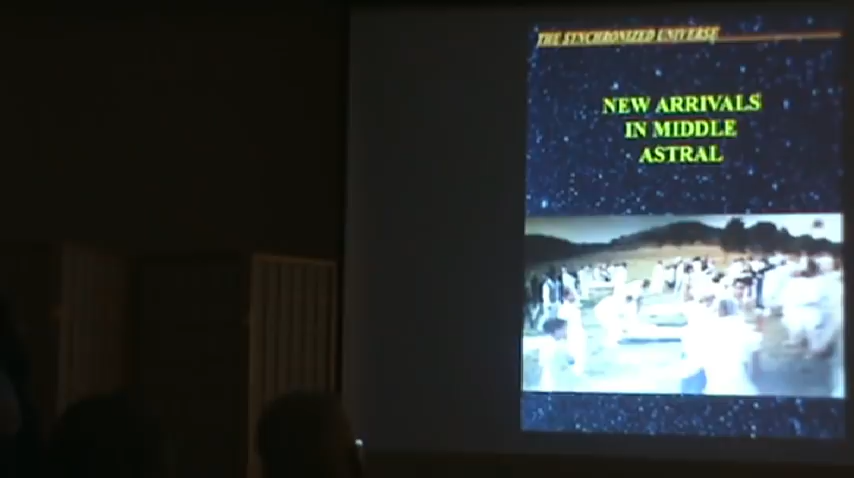 THE SYNCHRONIZED UNIVERSE
NEW ARRIVALS
IN MIDDLE
ASTRAL